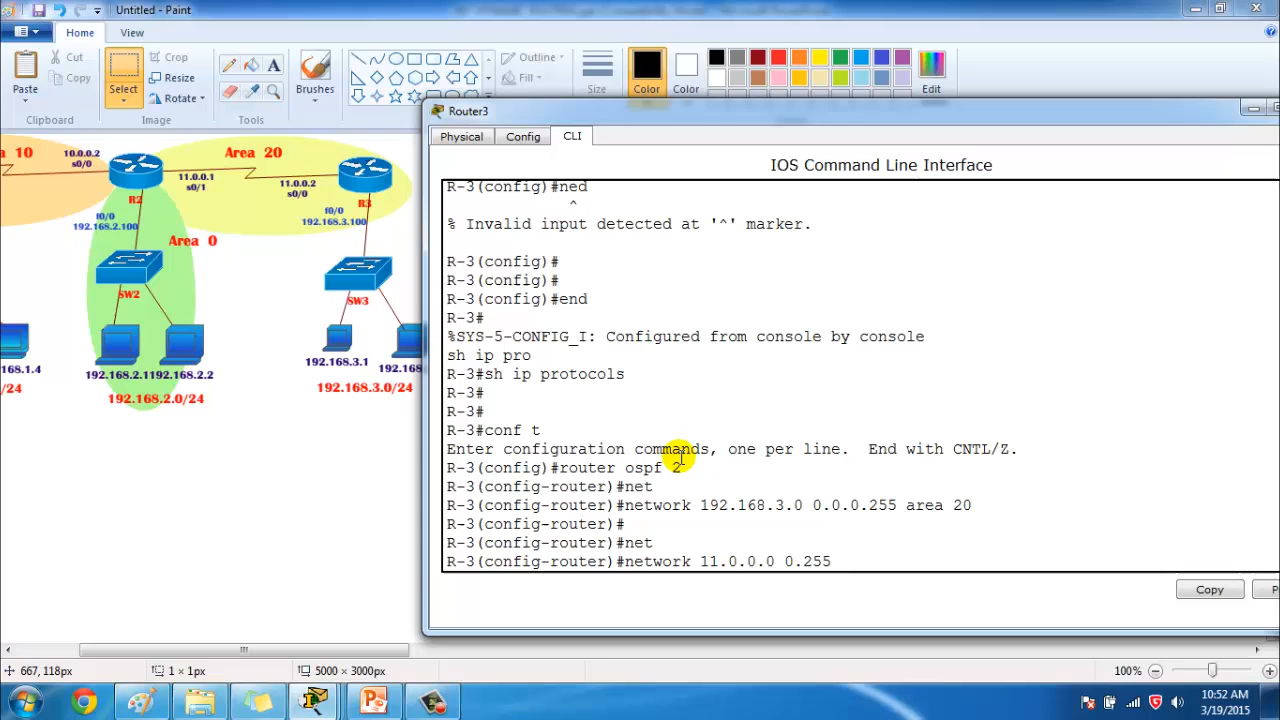 Untitled - Paint
Home View
Paste
Cut
Copy
Clipboard
Select
Crop
Resize
Rotate
Image
Tools
Brushes
Outline
Fill
Size
Color
Color
Edit
Router3
Physical Config CLI
IOS Command Line Interface
R-3(config)#ned
^
% Invalid input detected at '^' marker.
R-3(config)#
R-3(config)#
R-3(config)#end
R-3#
%SYS-5-CONFIG_I: Configured from console by console
sh ip pro
R-3#sh ip protocols
R-3#
R-3#
R-3#conf t
Enter configuration commands, one per line.  End with CNTL/Z.
R-3(config)#router ospf 2
R-3(config-router)#net
R-3(config-router)#network 192.168.3.0 0.0.0.255 area 20
R-3(config-router)#
R-3(config-router)#net
R-3(config-router)#network 11.0.0.0 0.255
Copy
P
a 10
10.0.0.2
s0/0
Area 20
11.0.0.1
s0/1
11.0.0.2
s0/0
R2
R3
f0/0
192.168.2.100
f0/0
192.168.3.100
Area 0
SW2
SW3
168.1.4
192.168.2.1
192.168.2.2
192.168.3.1
192.168
/24
192.168.2.0/24
192.168.3.0/24
667, 118px
1 × 1px
5000 × 3000px
100%
10:52 AM
3/19/2015